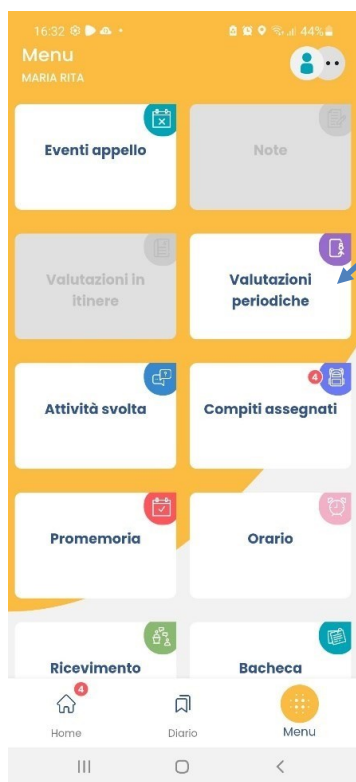 16:32
44%
Menu
MARIA RITA
Eventi appello
Note
Valutazioni in
itinere
Valutazioni
periodiche
Attività svolta
4
Compiti assegnati
Promemoria
Orario
Ricevimento
Bacheca
4
Home
Diario
Menu